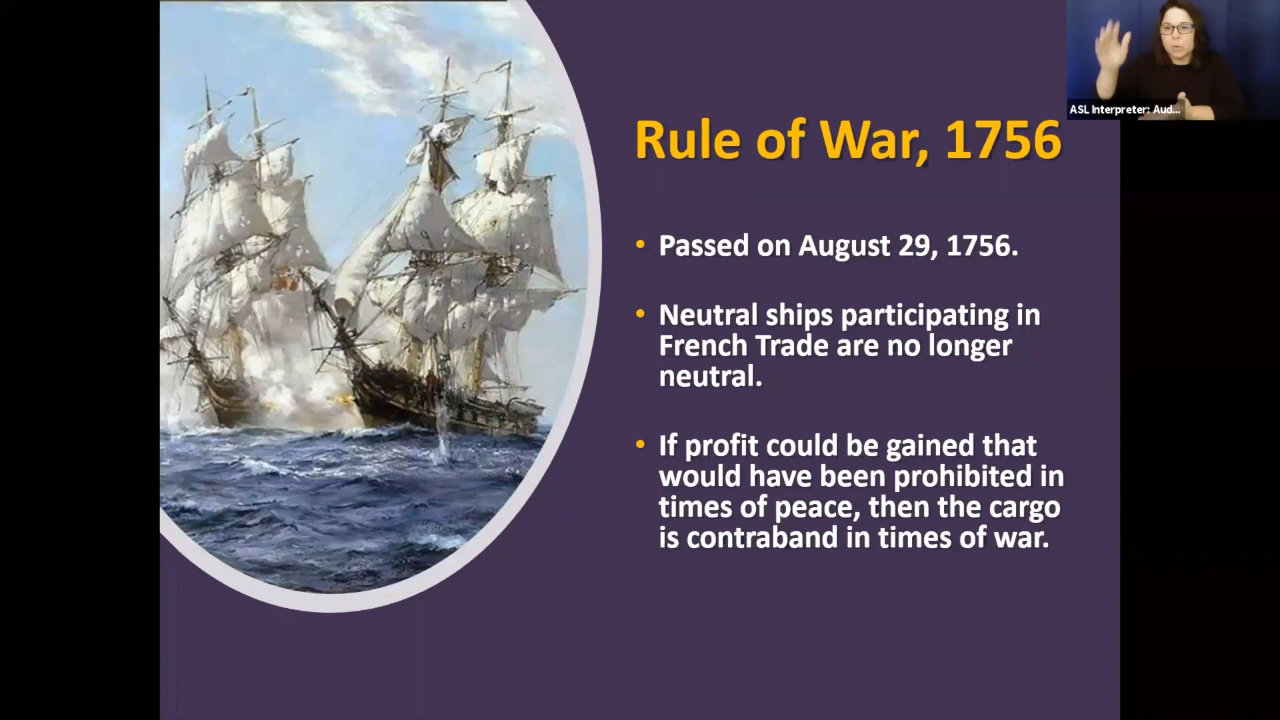 ASL Interpreter: Aud...
Rule of War, 1756
• Passed on August 29, 1756.
• Neutral ships participating in
French Trade are no longer
neutral.
• If profit could be gained that
would have been prohibited in
times of peace, then the cargo
is contraband in times of war.